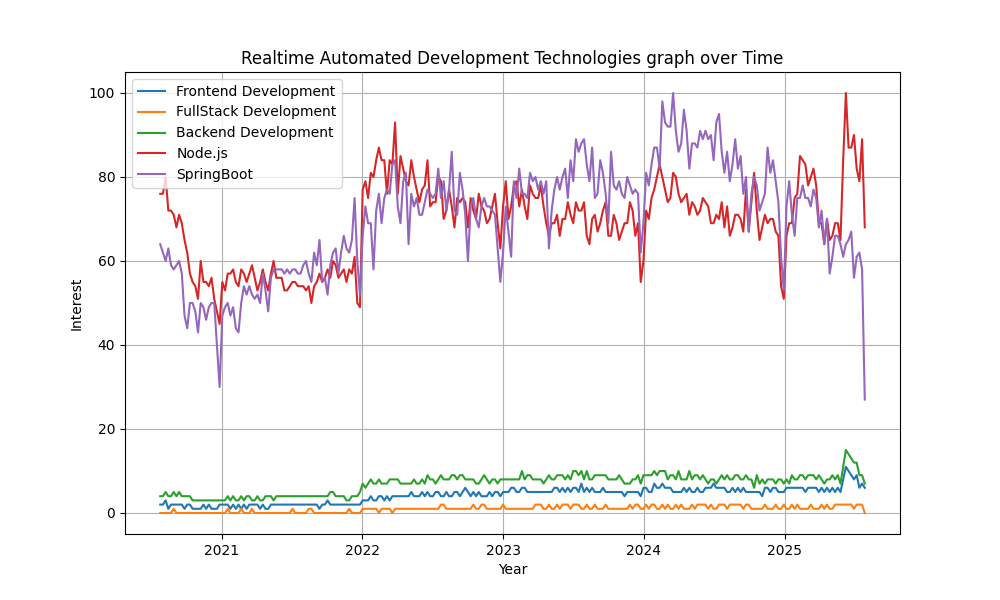 Realtime Automated Development Technologies graph over Time
Frontend Development
FullStack Development
Backend Development
Node.js
SpringBoot
100
80
60
40
20
0
Interest
2021 2022 2023 2024 2025
Year